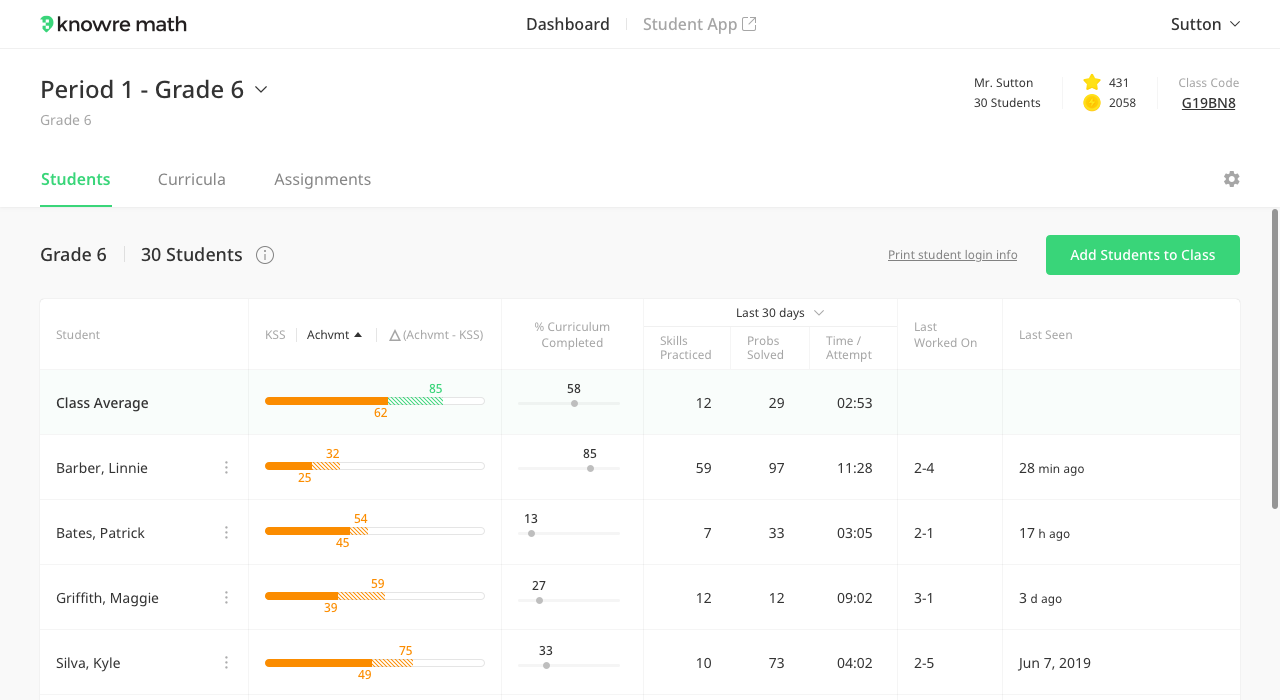 knowre math
Dashboard
Student App
Sutton
Period 1 - Grade 6
Grade 6
Mr. Sutton
30 Students
431
2058
Class Code
G19BN8
Students
Curricula
Assignments
Grade 6
30 Students
Print student login info
Add Students to Class
Student
KSS
Achvmt
△ (Achvmt - KSS)
% Curriculum
Completed
Last 30 days
Skills
Practiced
Probs
Solved
Time /
Attempt
Last
Worked On
Last Seen
Class Average
85
62
58
12
29
02:53
Barber, Linnie
32
25
85
59
97
11:28
2-4
28 min ago
Bates, Patrick
54
45
13
7
33
03:05
2-1
17 h ago
Griffith, Maggie
59
39
27
12
12
09:02
3-1
3 d ago
Silva, Kyle
75
49
33
10
73
04:02
2-5
Jun 7, 2019